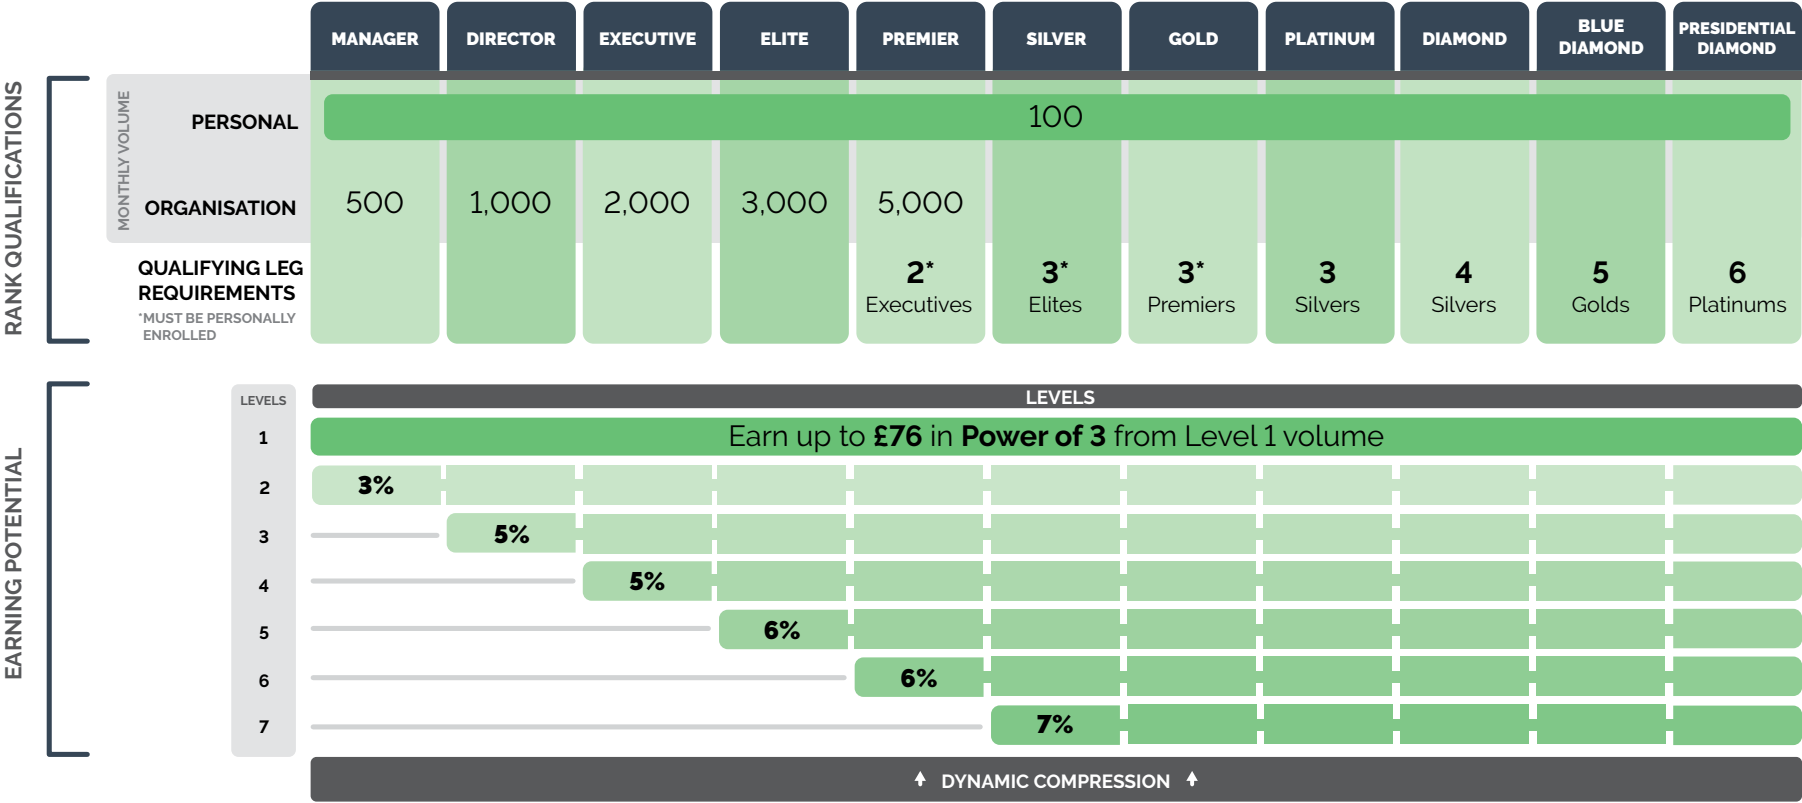 MANAGER
DIRECTOR
EXECUTIVE
ELITE
PREMIER
SILVER
GOLD
PLATINUM
DIAMOND
BLUE
DIAMOND
PRESIDENTIAL
DIAMOND
RANK QUALIFICATIONS
MONTHLY VOLUME
PERSONAL
100
ORGANISATION
500
1,000
2,000
3,000
5,000
QUALIFYING LEG
REQUIREMENTS
*MUST BE PERSONALLY
ENROLLED
2*
Executives
3*
Elites
3*
Premiers
3
Silvers
4
Silvers
5
Golds
6
Platinums
EARNING POTENTIAL
LEVELS
LEVELS
1
Earn up to £76 in Power of 3 from Level 1 volume
2
3%
3
5%
4
5%
5
6%
6
6%
7
7%
DYNAMIC COMPRESSION